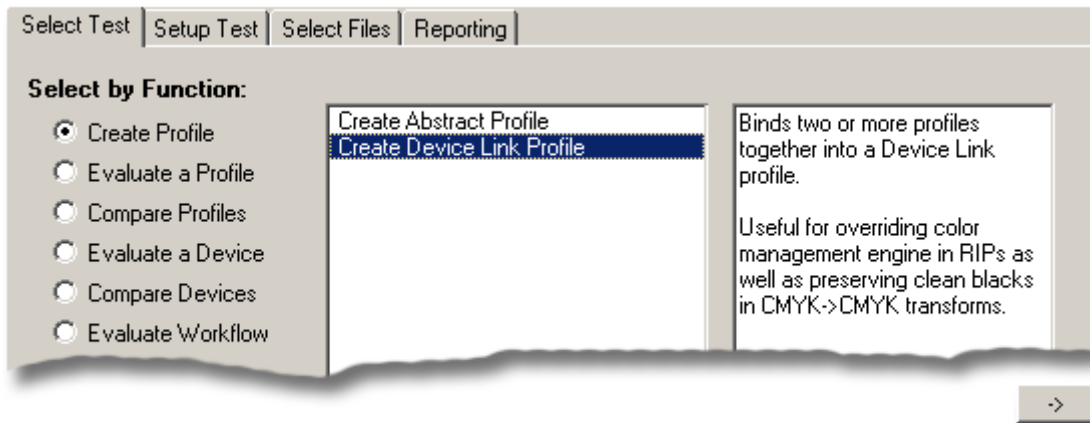 Select Test
Setup Test
Select Files
Reporting
Select by Function:
Create Profile
Evaluate a Profile
Compare Profiles
Evaluate a Device
Compare Devices
Evaluate Workflow
Create Abstract Profile
Create Device Link Profile
Binds two or more profiles
together into a Device Link
profile.
Useful for overriding color
management engine in RIPs as
well as preserving clean blacks
in CMYK->CMYK transforms.
->